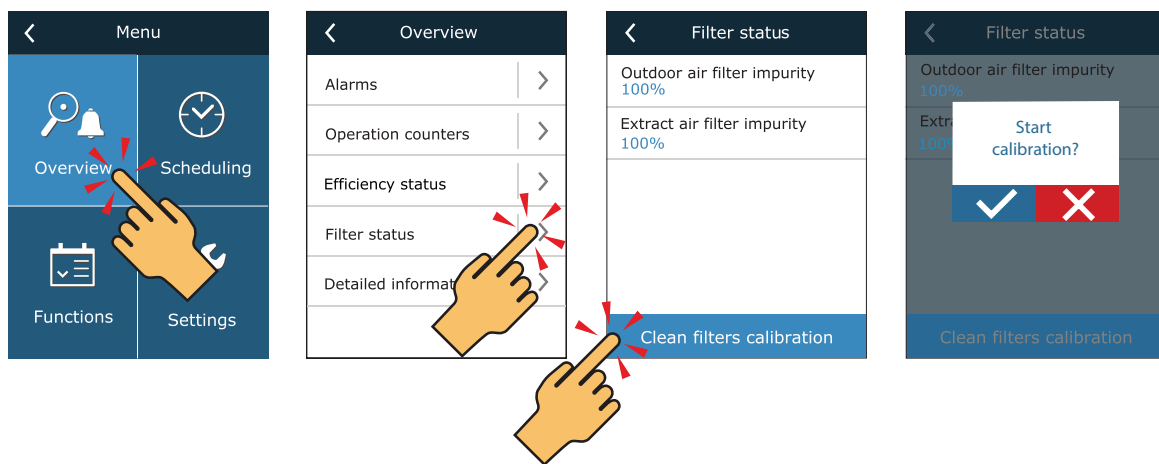 Menu
Overview
Scheduling
Functions
Settings
Overview
Alarms
Operation counters
Efficiency status
Filter status
Detailed informat
Filter status
Outdoor air filter impurity
100%
Extract air filter impurity
100%
Clean filters calibration
Filter status
Outdoor air filter impurity
100%
Extra
100%
Start
calibration?
Clean filters calibration